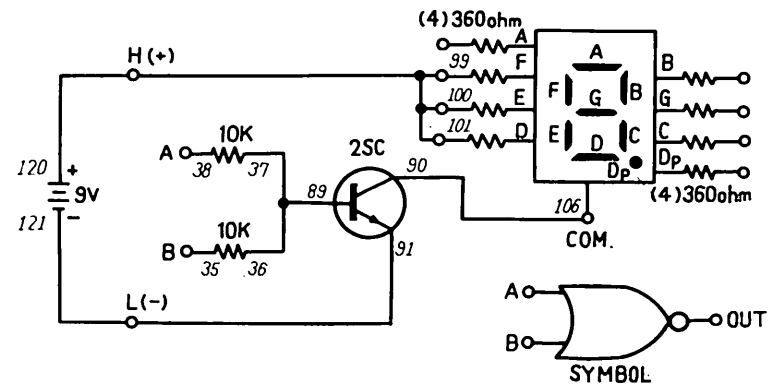 (4)360ohm
H(+)
A
99
F
100
E
101
D
A
F
B
G
E
C
D
Dp
B
G
C
Dp
(4)360ohm
10K
A
38
37
2SC
90
120
+
9V
121
-
89
10K
B
35
36
91
106
COM.
L(-)
A
B
OUT
SYMBOL